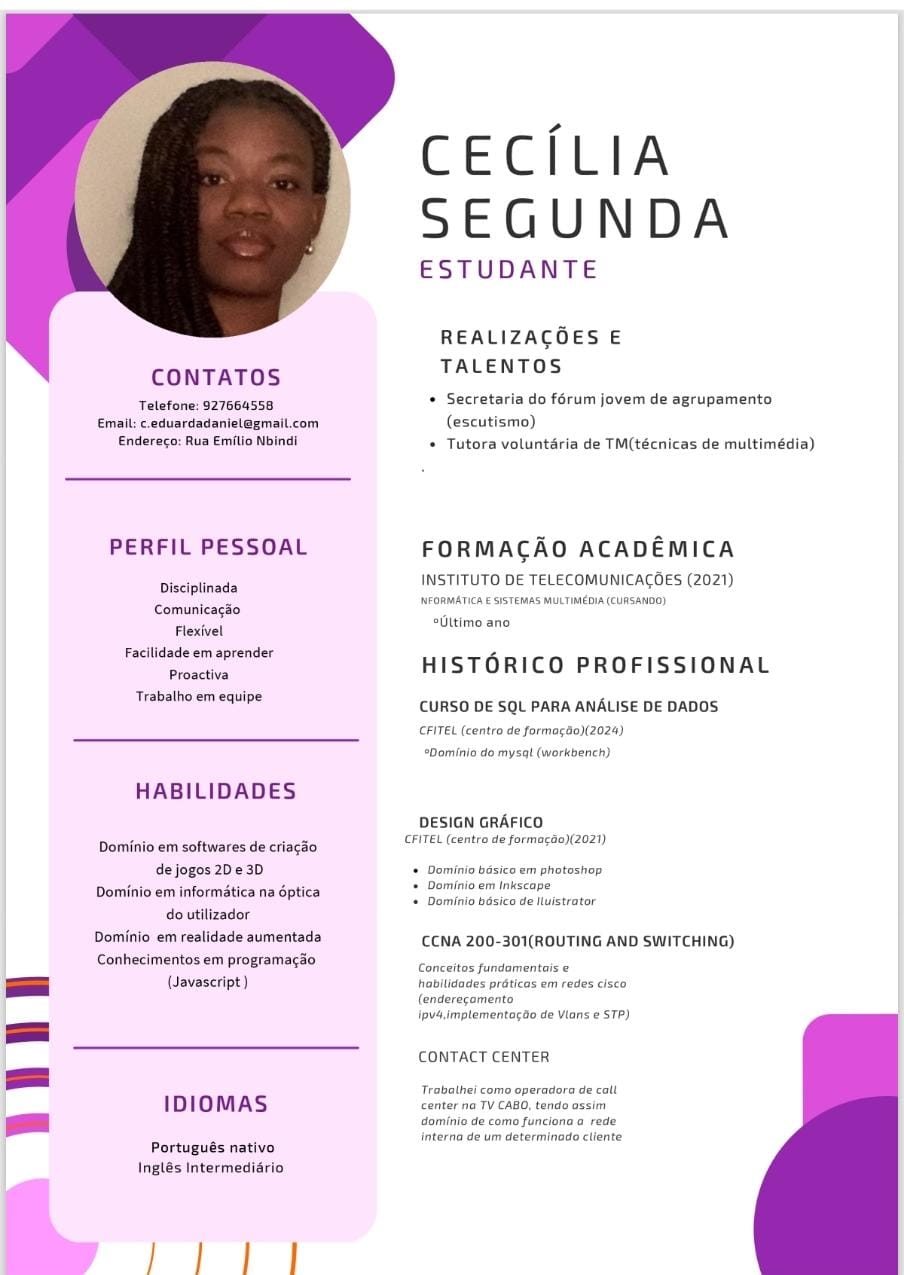 CECÍLIA
SEGUNDA
ESTUDANTE
CONTATOS
Telefone: 927664558
Email: c.eduardadaniel@gmail.com
Endereço: Rua Emílio Nbindi
PERFIL PESSOAL
Disciplinada
Comunicação
Flexível
Facilidade em aprender
Proactiva
Trabalho em equipe
HABILIDADES
Domínio em softwares de criação
de jogos 2D e 3D
Domínio em informática na óptica
do utilizador
Domínio em realidade aumentada
Conhecimentos em programação
(Javascript )
IDIOMAS
Português nativo
Inglês Intermediário
REALIZAÇÕES E
TALENTOS
• Secretaria do fórum jovem de agrupamento
(escutismo)
• Tutora voluntária de TM(técnicas de multimédia)
.
FORMAÇÃO ACADÊMICA
INSTITUTO DE TELECOMUNICAÇÕES (2021)
NFORMÁTICA E SISTEMAS MULTIMÉDIA (CURSANDO)
ºÚltimo ano
HISTÓRICO PROFISSIONAL
CURSO DE SQL PARA ANÁLISE DE DADOS
CFITEL (centro de formação)(2024)
ºDomínio do mysql (workbench)
DESIGN GRÁFICO
CFITEL (centro de formação)(2021)
• Domínio básico em photoshop
• Domínio em Inkscape
• Domínio básico de Iluistrator
CCNA 200-301(ROUTING AND SWITCHING)
Conceitos fundamentais e
habilidades práticas em redes cisco
(endereçamento
ipv4,implementação de Vlans e STP)
CONTACT CENTER
Trabalhei como operadora de call
center na TV CABO, tendo assim
domínio de como funciona a rede
interna de um determinado cliente